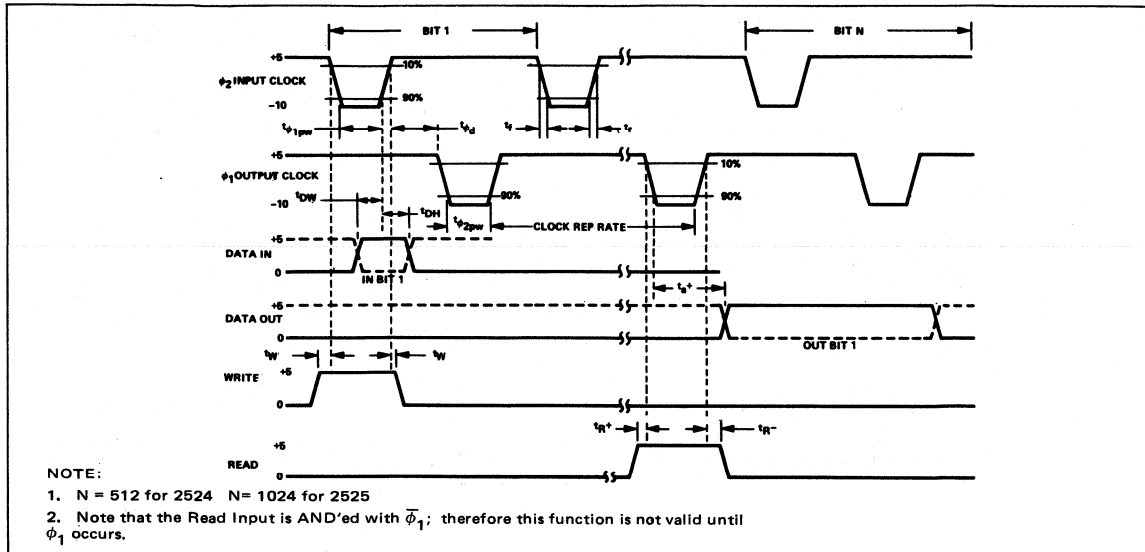 BIT 1
BIT N
+5
10%
ϕ2 INPUT CLOCK
90%
-10
tϕ1pw
tϕd
tf
tr
+5
10%
ϕ1 OUTPUT CLOCK
90%
-10
tDW
tDH
tϕ2pw
CLOCK REP RATE
+5
DATA IN
0
IN BIT 1
ta+
+5
DATA OUT
0
OUT BIT 1
tW
tW
+5
WRITE
0
tR+
tR−
+5
READ
0
NOTE:
1. N = 512 for 2524 N= 1024 for 2525
2. Note that the Read Input is AND'ed with ϕ̅1; therefore this function is not valid until
ϕ1 occurs.